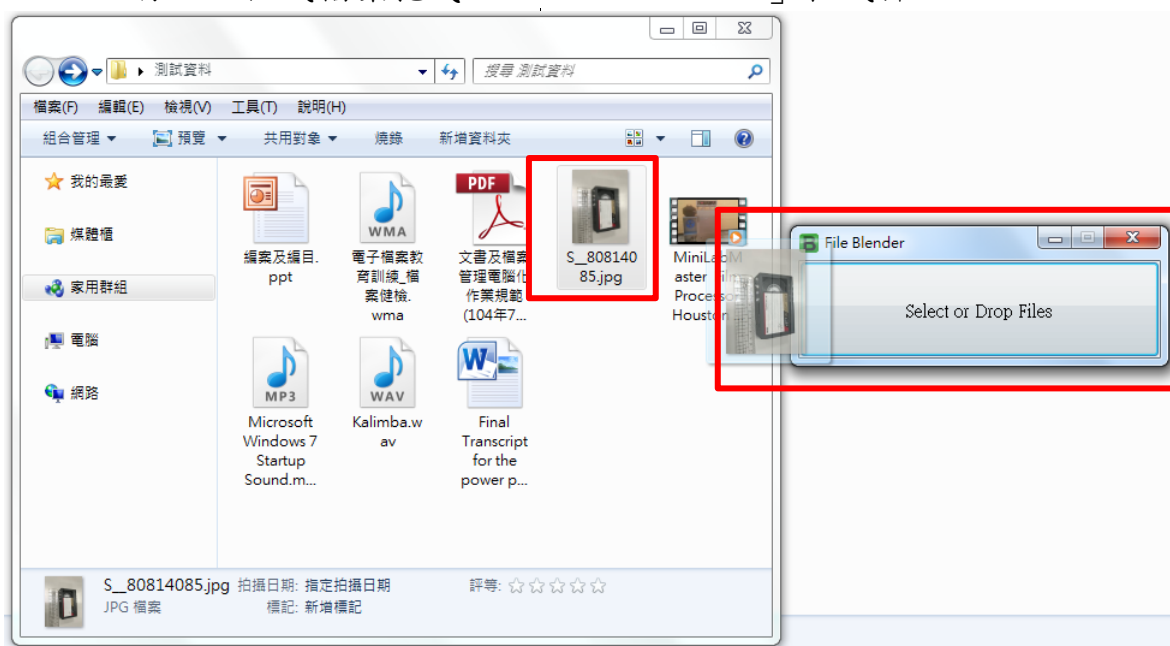 測試資料
搜尋 測試資料
檔案(F) 編輯(E) 檢視(V) 工具(T) 說明(H)
組合管理 預覽 共用對象 燒錄 新增資料夾
我的最愛
媒體櫃
家用群組
電腦
網路
編案及編目.
ppt
WMA
電子檔案教
育訓練_檔
案健檢.
wma
PDF
文書及檔案
管理電腦化
作業規範
(104年7...
S__808140
85.jpg
MiniLabM
aster Film
Processor
Houston
MP3
Microsoft
Windows 7
Startup
Sound.m...
WAV
Kalimba.w
av
Final
Transcript
for the
power p...
File Blender
Select or Drop Files
S__80814085.jpg 拍攝日期: 指定拍攝日期 評等:
JPG 檔案 標記: 新增標記